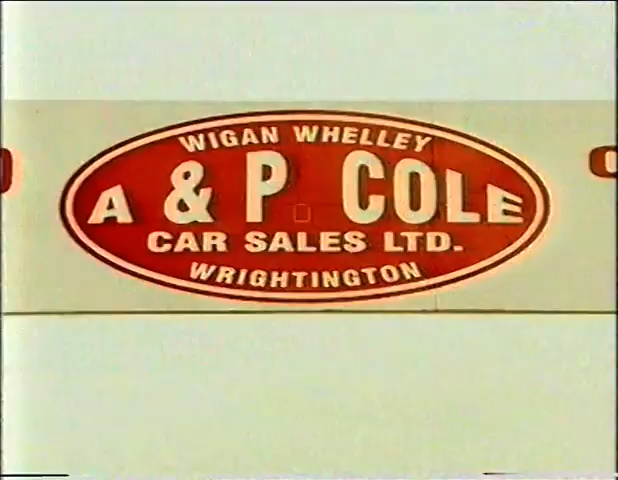 WIGAN WHELLEY
A & P COLE
CAR SALES LTD.
WRIGHTINGTON